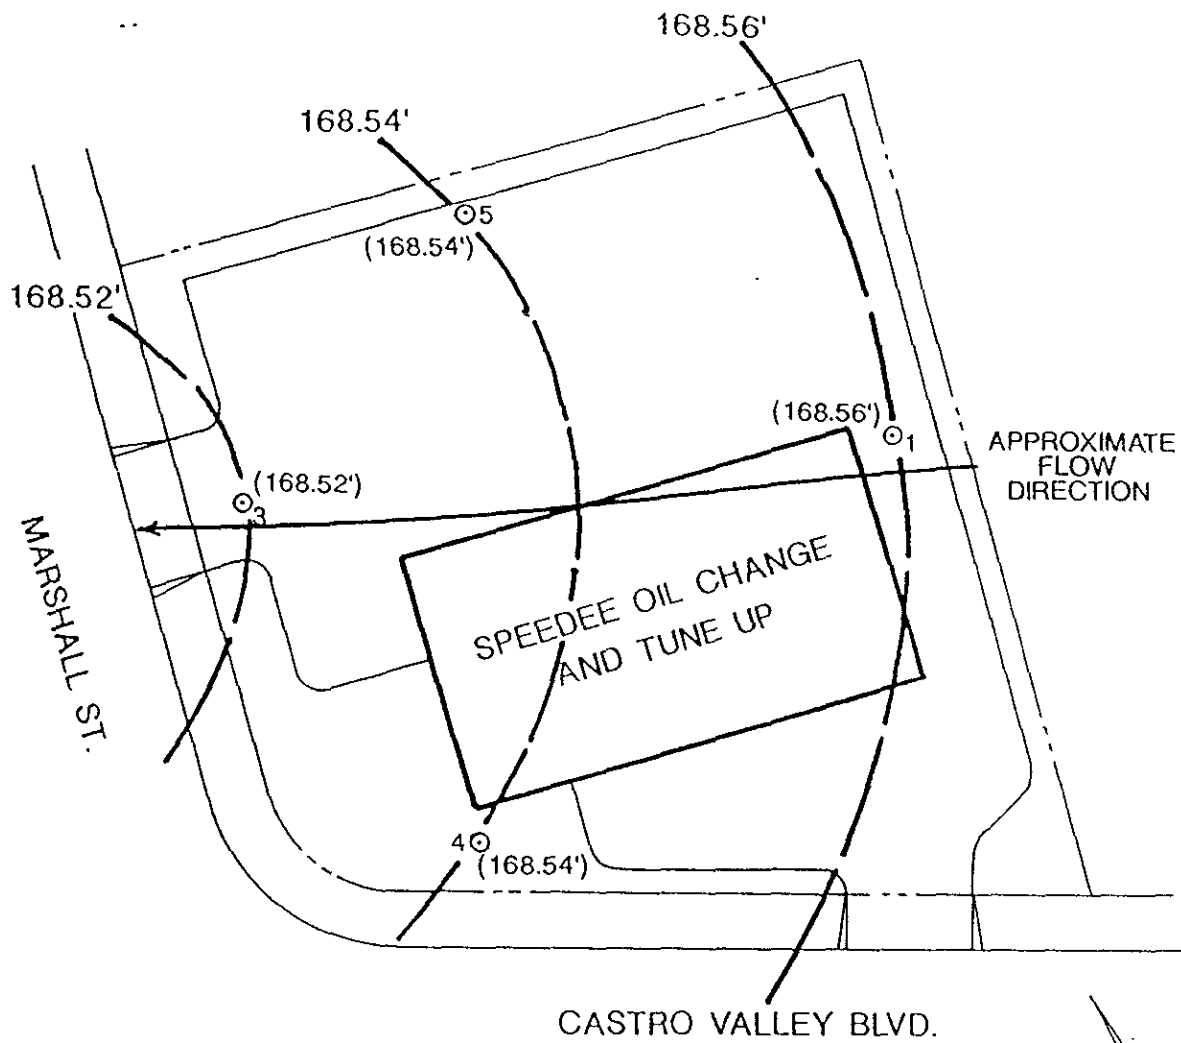 168.56'
168.54'
5
(168.54')
168.52'
(168.56')
1
APPROXIMATE
FLOW
DIRECTION
(168.52')
3
MARSHALL ST.
SPEEDEE OIL CHANGE
AND TUNE UP
4
(168.54')
CASTRO VALLEY BLVD.